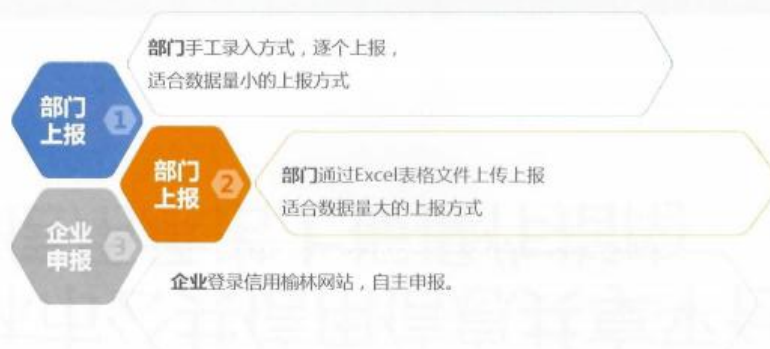 部门
上报
1
部门手工录入方式，逐个上报，
适合数据量小的上报方式
部门
上报
2
部门通过Excel表格文件上传上报
适合数据量大的上报方式
企业
申报
3
企业登录信用榆林网站，自主申报。